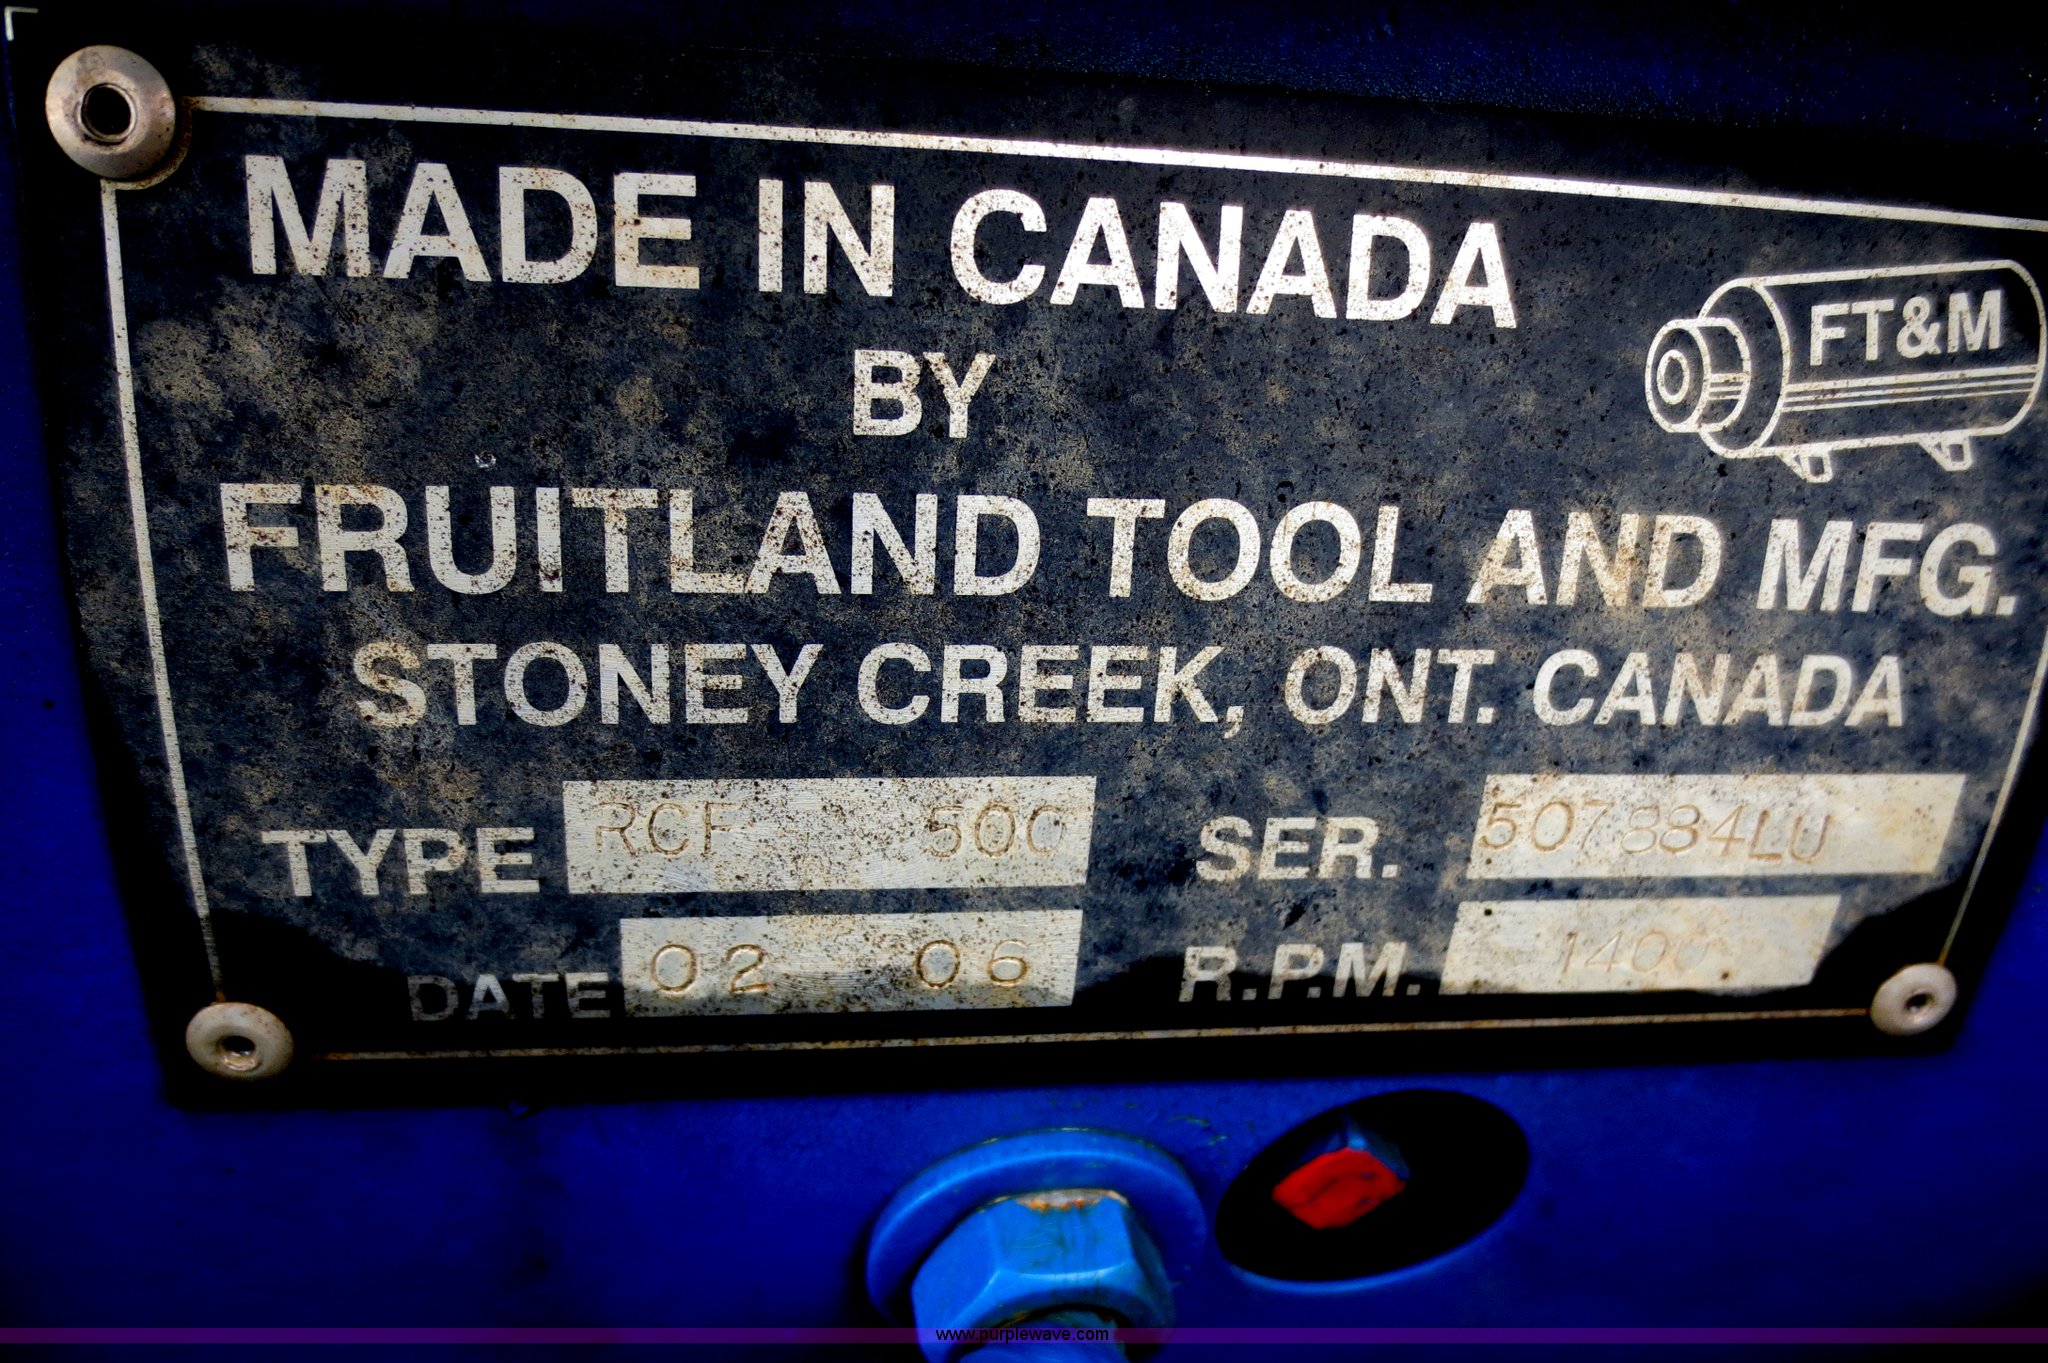 MADE IN CANADA
FT&M
BY
FRUITLAND TOOL AND MFG.
STONEY CREEK, ONT. CANADA
TYPE RCF 500 SER. 507884LU
DATE 02 06 R.P.M. 1400
www.purplewave.com